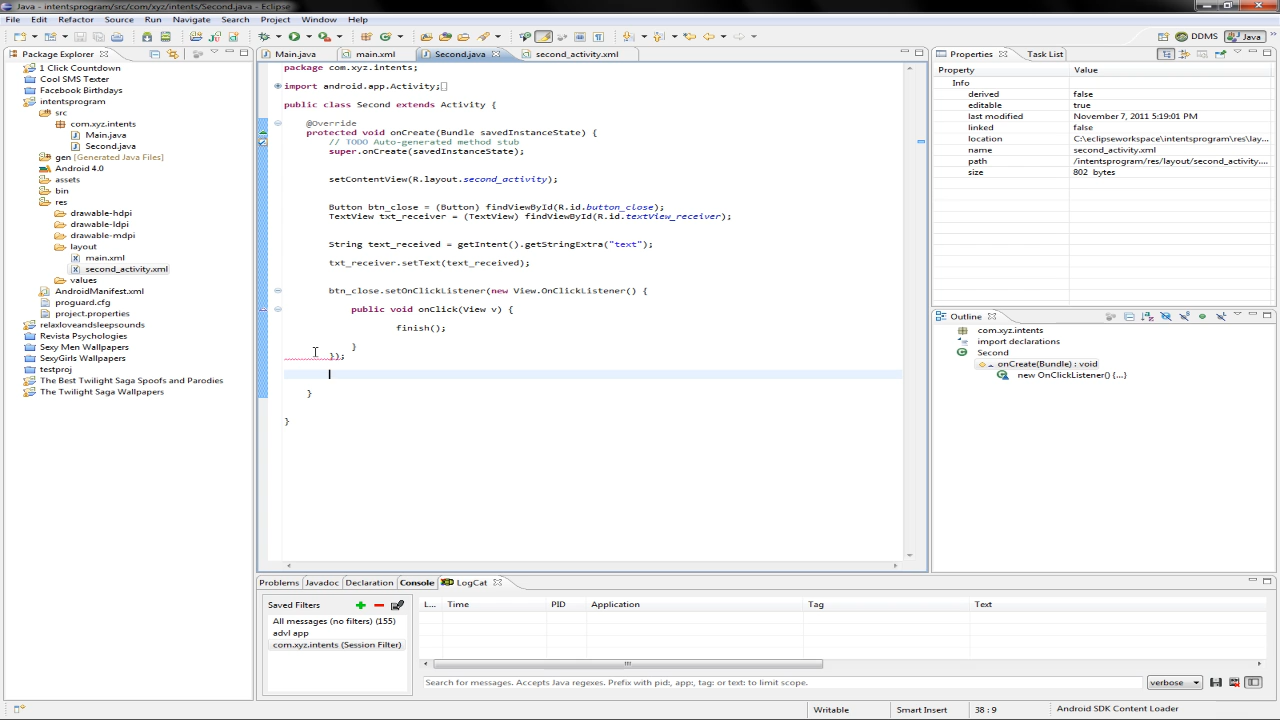 Java - intentsprogram/src/com/xyz/intents/Second.java - Eclipse
File Edit Refactor Source Run Navigate Search Project Window Help
DDMS Java
Package Explorer
1 Click Countdown
Cool SMS Texter
Facebook Birthdays
intentsprogram
src
com.xyz.intents
Main.java
Second.java
gen [Generated Java Files]
Android 4.0
assets
bin
res
drawable-hdpi
drawable-ldpi
drawable-mdpi
layout
main.xml
second_activity.xml
values
AndroidManifest.xml
proguard.cfg
project.properties
relaxloveandsleepsounds
Revista Psychologies
Sexy Men Wallpapers
SexyGirls Wallpapers
testproj
The Best Twilight Saga Spoofs and Parodies
The Twilight Saga Wallpapers
Main.java main.xml Second.java second_activity.xml
package com.xyz.intents;
import android.app.Activity;
public class Second extends Activity {
@Override
protected void onCreate(Bundle savedInstanceState) {
// TODO Auto-generated method stub
super.onCreate(savedInstanceState);
setContentView(R.layout.second_activity);
Button btn_close = (Button) findViewById(R.id.button_close);
TextView txt_receiver = (TextView) findViewById(R.id.textView_receiver);
String text_received = getIntent().getStringExtra("text");
txt_receiver.setText(text_received);
btn_close.setOnClickListener(new View.OnClickListener() {
public void onClick(View v) {
finish();
}
});
}
}
Properties Task List
Property Value
Info
derived false
editable true
last modified November 7, 2011 5:19:01 PM
linked false
location C:\eclipseworkspace\intentsprogram\res\layo...
name second_activity.xml
path /intentsprogram/res/layout/second_activity....
size 802 bytes
Outline
com.xyz.intents
import declarations
Second
onCreate(Bundle) : void
new OnClickListener() {...}
Problems Javadoc Declaration Console LogCat
Saved Filters
All messages (no filters) (155)
advl app
com.xyz.intents (Session Filter)
L... Time PID Application Tag Text
Search for messages. Accepts Java regexes. Prefix with pid:, app:, tag: or text: to limit scope.
verbose
Writable Smart Insert 38 : 9 Android SDK Content Loader